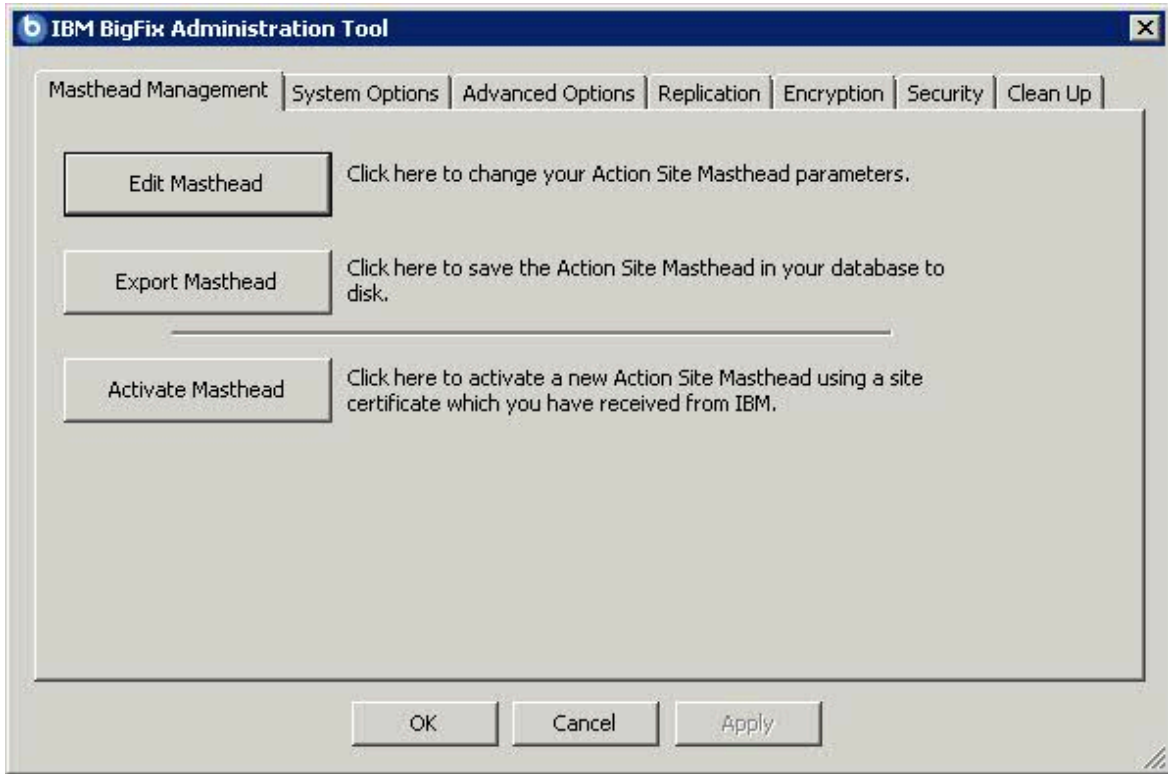 b IBM BigFix Administration Tool
Masthead Management System Options Advanced Options Replication Encryption Security Clean Up
Edit Masthead
Click here to change your Action Site Masthead parameters.
Export Masthead
Click here to save the Action Site Masthead in your database to
disk.
Activate Masthead
Click here to activate a new Action Site Masthead using a site
certificate which you have received from IBM.
OK Cancel Apply